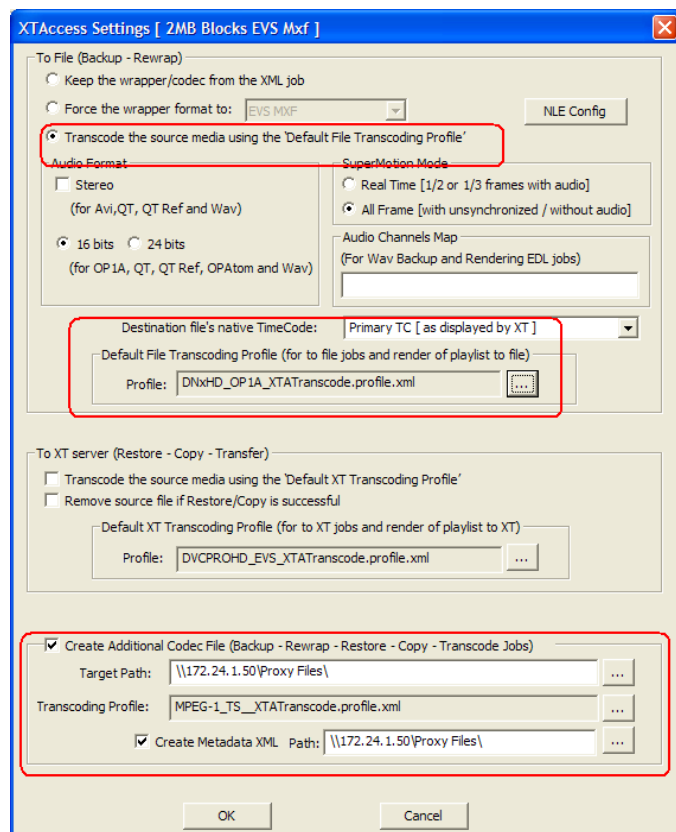 XTAccess Settings [ 2MB Blocks EVS Mxf ]
To File (Backup - Rewrap)
Keep the wrapper/codec from the XML job
Force the wrapper format to: EVS MXF NLE Config
Transcode the source media using the 'Default File Transcoding Profile'
Audio Format SuperMotion Mode
Stereo Real Time [1/2 or 1/3 frames with audio]
(for Avi,QT, QT Ref and Wav) All Frame [with unsynchronized / without audio]
16 bits 24 bits Audio Channels Map
(for OP1A, QT, QT Ref, OPAtom and Wav) (For Wav Backup and Rendering EDL jobs)
Destination file's native TimeCode: Primary TC [ as displayed by XT ]
Default File Transcoding Profile (for to file jobs and render of playlist to file)
Profile: DNxHD_OP1A_XTATranscode.profile.xml ...
To XT server (Restore - Copy - Transfer)
Transcode the source media using the 'Default XT Transcoding Profile'
Remove source file if Restore/Copy is successful
Default XT Transcoding Profile (for to XT jobs and render of playlist to XT)
Profile: DVCPROHD_EVS_XTATranscode.profile.xml ...
Create Additional Codec File (Backup - Rewrap - Restore - Copy - Transcode Jobs)
Target Path: \\172.24.1.50\Proxy Files\ ...
Transcoding Profile: MPEG-1_TS__XTATranscode.profile.xml ...
Create Metadata XML Path: \\172.24.1.50\Proxy Files\ ...
OK Cancel